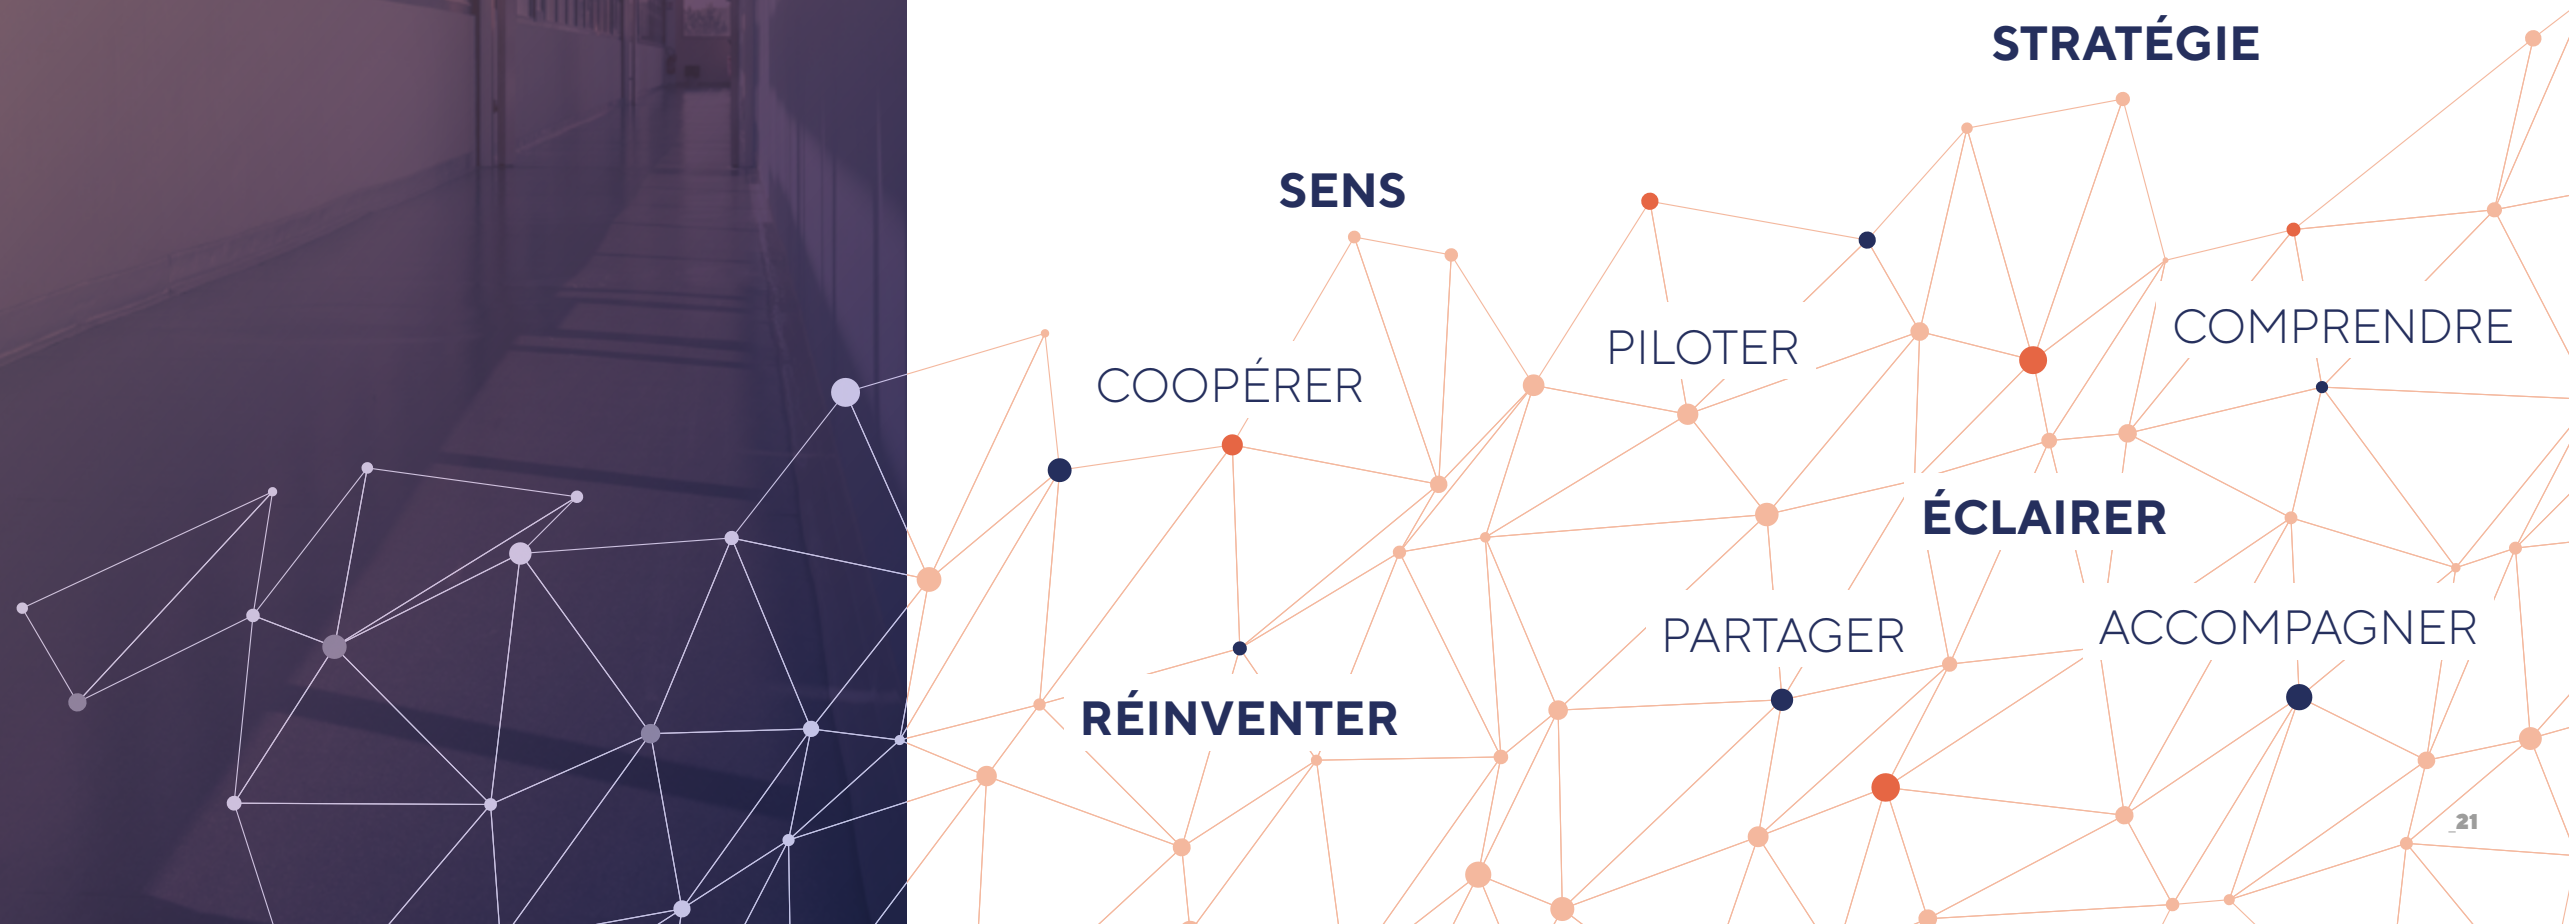 STRATÉGIE
SENS
COMPRENDRE
PILOTER
COOPÉRER
ÉCLAIRER
ACCOMPAGNER
PARTAGER
RÉINVENTER
_21